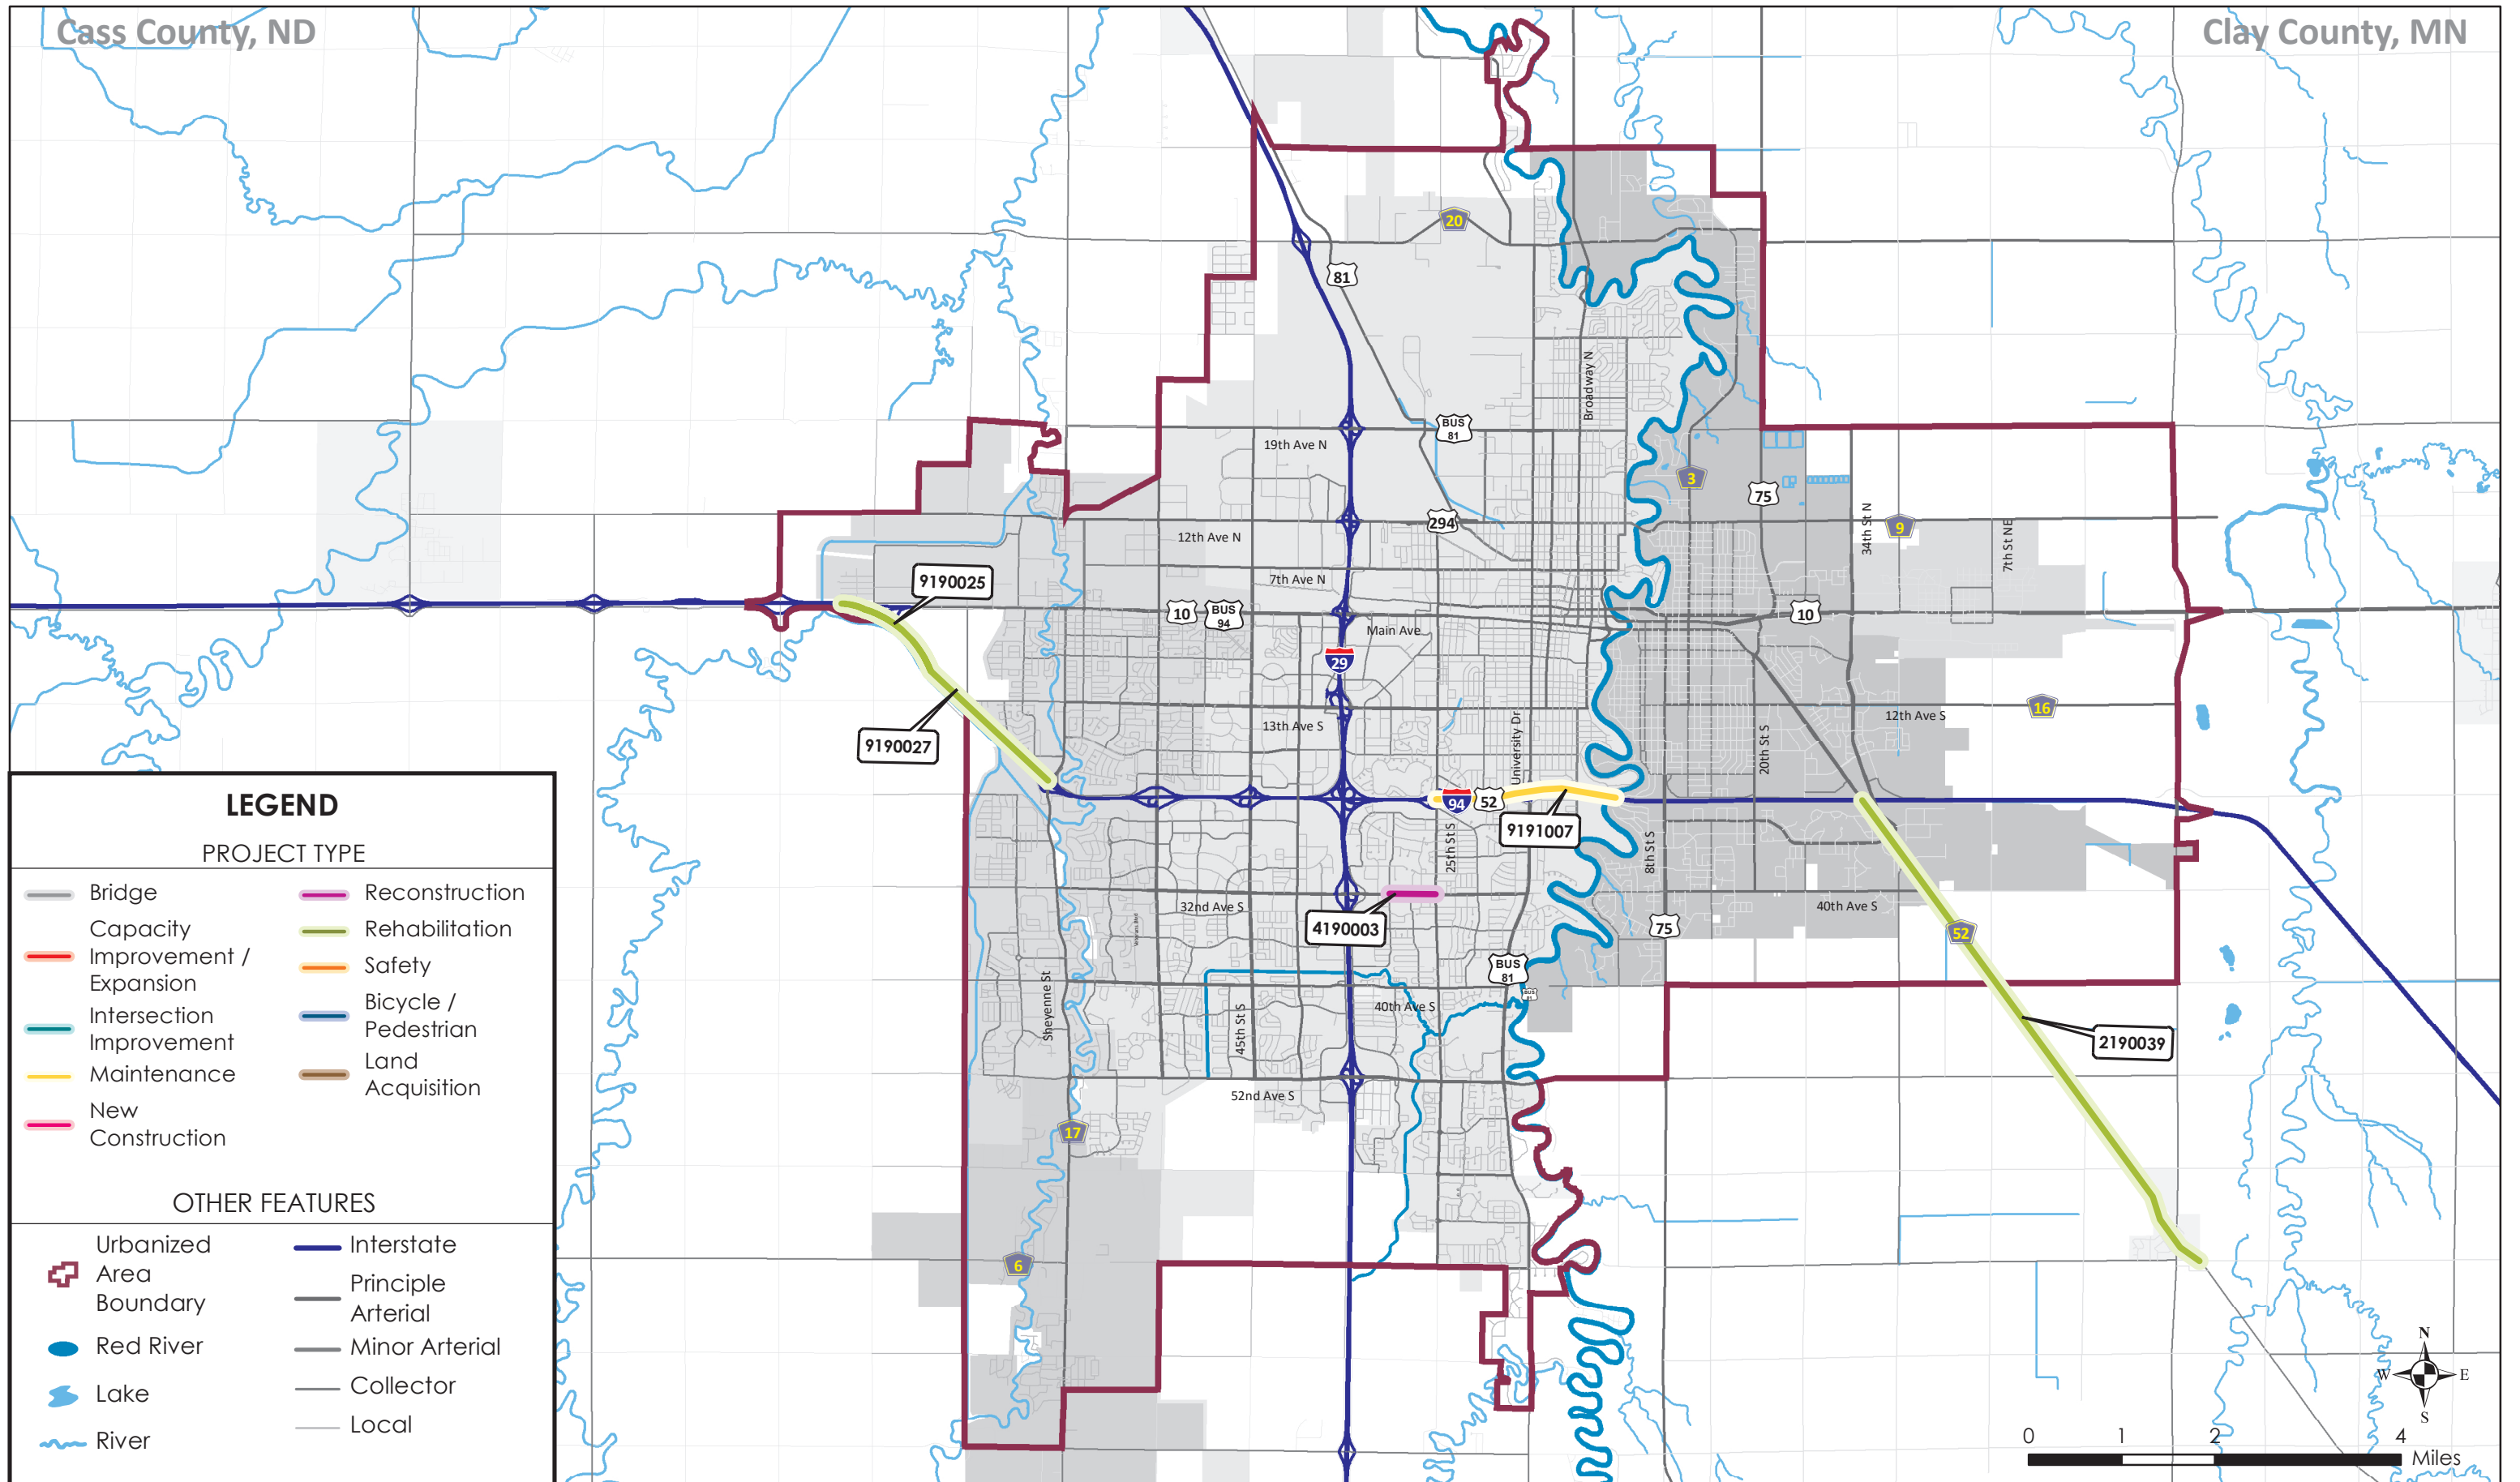 Cass County, ND
Clay County, MN
20
81
Broadway N
BUS
81
19th Ave N
3
75
294
34th St N
9
7th St NE
12th Ave N
7th Ave N
9190025
10
BUS
94
10
Main Ave
29
9190027
13th Ave S
University Dr
20th St S
12th Ave S
16
94
52
9191007
25th St S
8th St S
32nd Ave S
4190003
40th Ave S
75
52
BUS
81
BUS
81
Sheyenne St
45th St S
40th Ave S
2190039
52nd Ave S
17
6
LEGEND
PROJECT TYPE
Bridge
Capacity
Improvement /
Expansion
Intersection
Improvement
Maintenance
New
Construction
Reconstruction
Rehabilitation
Safety
Bicycle /
Pedestrian
Land
Acquisition
OTHER FEATURES
Urbanized
Area
Boundary
Red River
Lake
River
Interstate
Principle
Arterial
Minor Arterial
Collector
Local
N
W
E
S
0 1 2 4
Miles